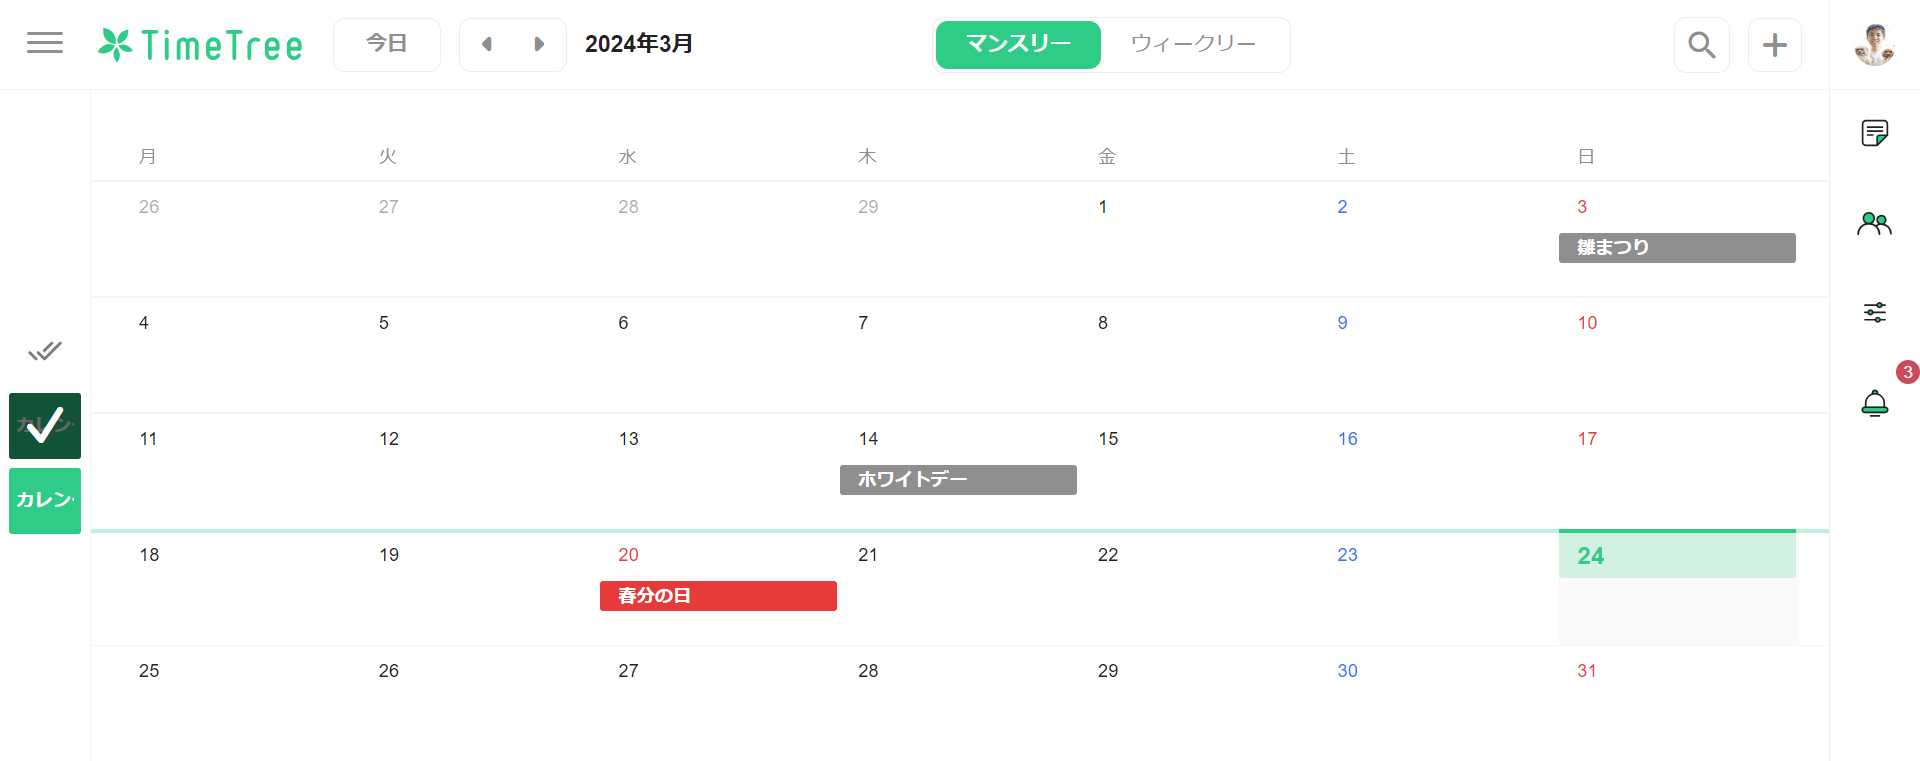 TimeTree 今日 2024年3月 マンスリー ウィークリー
月 火 水 木 金 土 日
26 27 28 29 1 2 3
雛まつり
4 5 6 7 8 9 10
3
カレン
11 12 13 14 15 16 17
ホワイトデー
カレン
18 19 20 21 22 23 24
春分の日
25 26 27 28 29 30 31